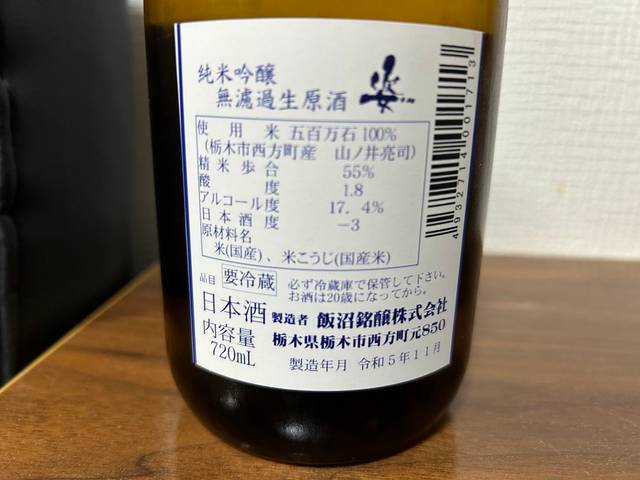 純米吟醸
無濾過生原酒 姿
使用米 五百万石100%
(栃木市西方町産 山ノ井亮司)
精米歩合 55%
酸度 1.8
アルコール度 17.4%
日本酒度 −3
原材料名
米(国産)、米こうじ(国産米)
品目 要冷蔵 必ず冷蔵庫で保管して下さい。
お酒は20歳になってから。
日本酒 製造者 飯沼銘醸株式会社
内容量 栃木県栃木市西方町元850
720mL
製造年月 令和5年11月
4932714001713